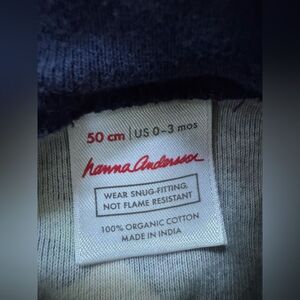 50 cm | US 0–3 mos
hanna andersson
WEAR SNUG-FITTING,
NOT FLAME RESISTANT
100% ORGANIC COTTON
MADE IN INDIA